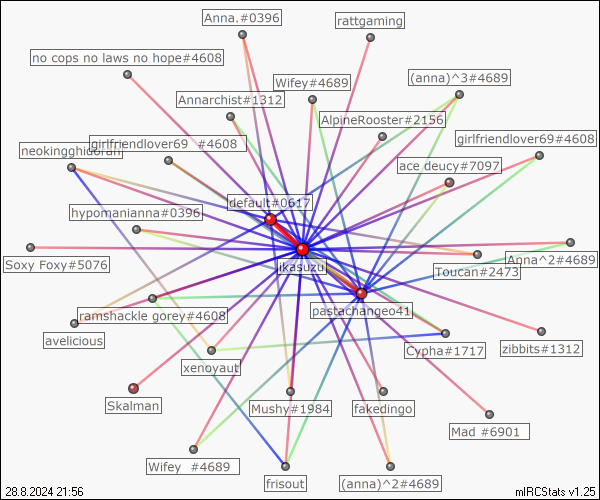 Anna.#0396
rattgaming
no cops no laws no hope#4608
Wifey#4689
(anna)^3#4689
Annarchist#1312
AlpineRooster#2156
girlfriendlover69 #4608
girlfriendlover69#4608
neokingghidorah
ace.deucy#7097
default#0617
hypomanianna#0396
Soxy Foxy#5076
ikasuzu
Anna^2#4689
Toucan#2473
pastachangeo41
ramshackle gorey#4608
avelicious
Cypha#1717
zibbits#1312
xenoyaut
Skalman
Mushy#1984
fakedingo
Mad #6901
Wifey #4689
frisout
(anna)^2#4689
28.8.2024 21:56
mIRCStats v1.25